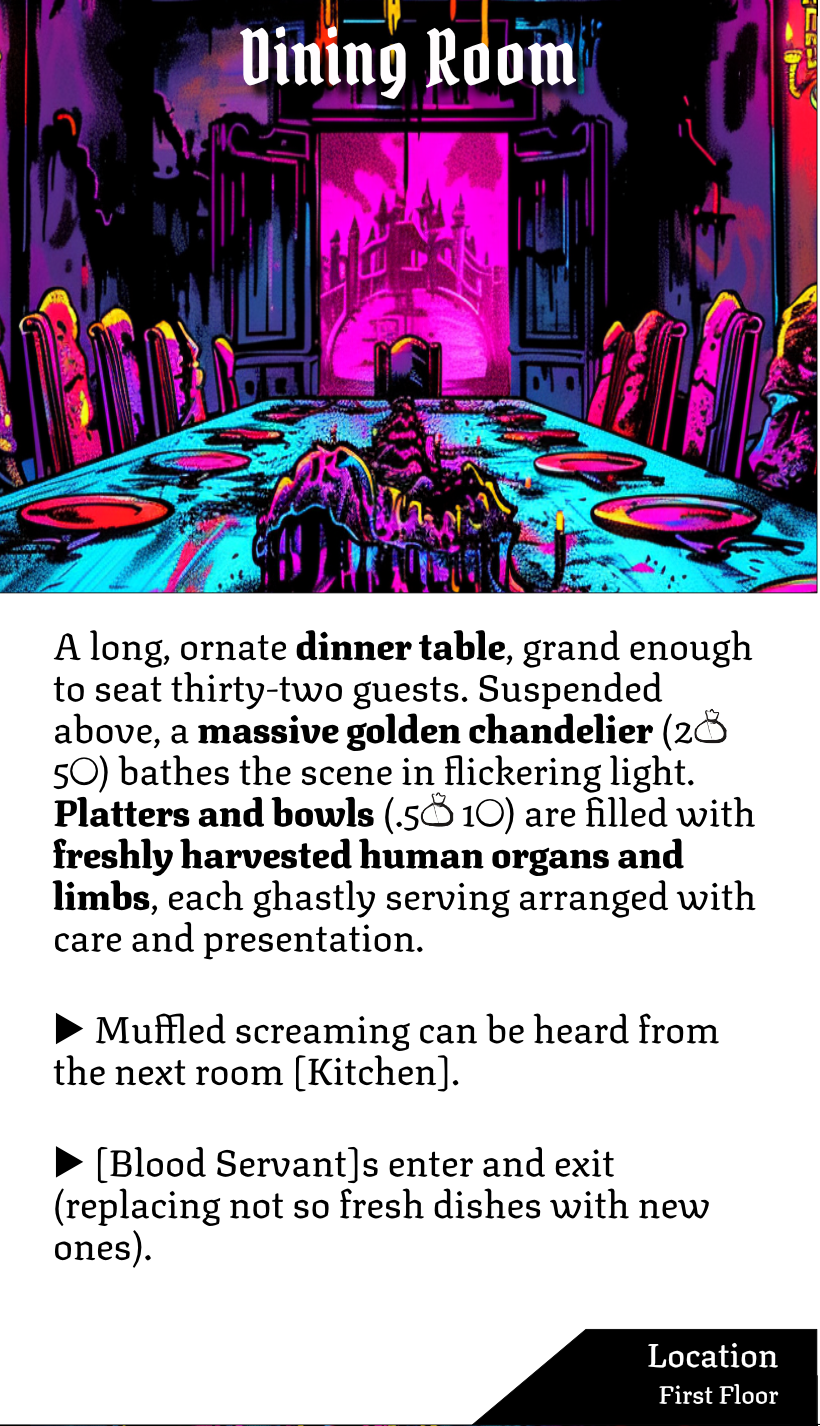 Dining Room
A long, ornate dinner table, grand enough
to seat thirty-two guests. Suspended
above, a massive golden chandelier (2💰
5○) bathes the scene in flickering light.
Platters and bowls (.5💰 1○) are filled with
freshly harvested human organs and
limbs, each ghastly serving arranged with
care and presentation.
▶ Muffled screaming can be heard from
the next room [Kitchen].
▶ [Blood Servant]s enter and exit
(replacing not so fresh dishes with new
ones).
Location
First Floor